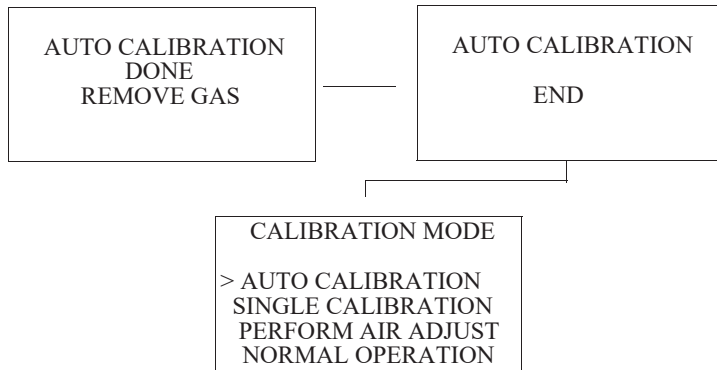 AUTO CALIBRATION
DONE
REMOVE GAS
AUTO CALIBRATION
END
CALIBRATION MODE
> AUTO CALIBRATION
SINGLE CALIBRATION
PERFORM AIR ADJUST
NORMAL OPERATION